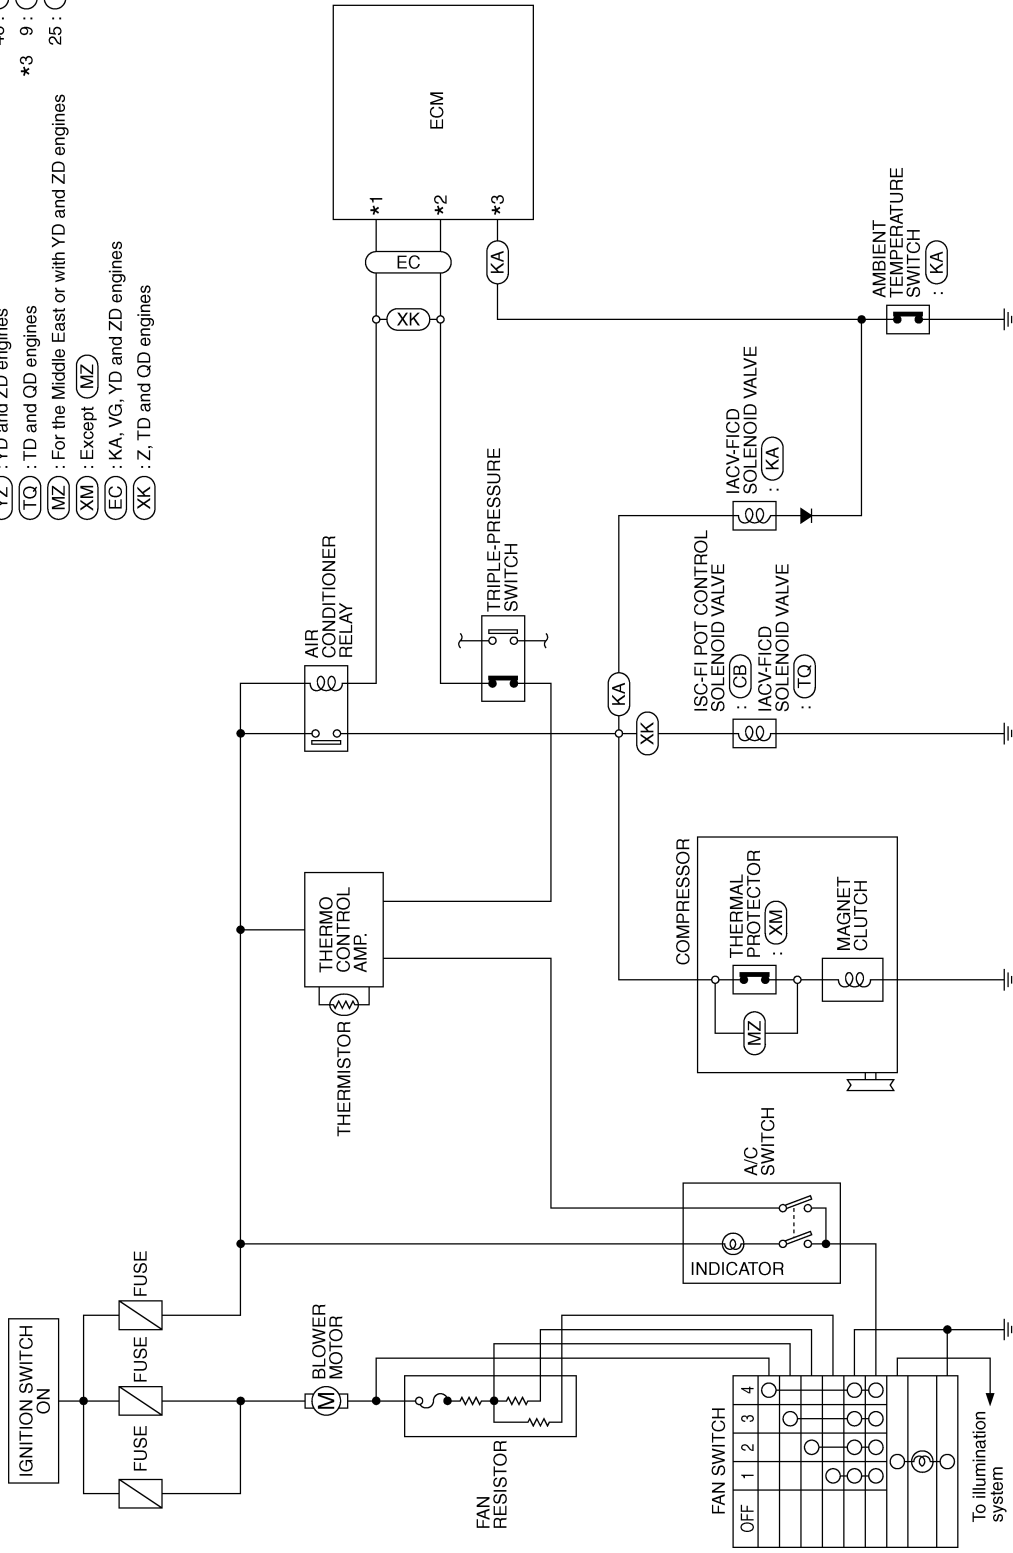 YZ : YD and ZD engines
TQ : TD and QD engines
MZ : For the Middle East or with YD and ZD engines
XM : Except MZ
EC : KA, VG, YD and ZD engines
XK : Z, TD and QD engines
*3 9 :
25 :
IGNITION SWITCH
ON
FUSE
FUSE
FUSE
BLOWER
MOTOR
M
FAN
RESISTOR
FAN SWITCH
OFF
1
2
3
4
To illumination
system
THERMISTOR
THERMO
CONTROL
AMP.
A/C
SWITCH
INDICATOR
AIR
CONDITIONER
RELAY
TRIPLE-PRESSURE
SWITCH
COMPRESSOR
THERMAL
PROTECTOR
: XM
MZ
MAGNET
CLUTCH
KA
XK
ISC-FI POT CONTROL
SOLENOID VALVE
: CB
IACV-FICD
SOLENOID VALVE
: TQ
IACV-FICD
SOLENOID VALVE
: KA
ECM
*1
*2
*3
EC
XK
KA
AMBIENT
TEMPERATURE
SWITCH
: KA